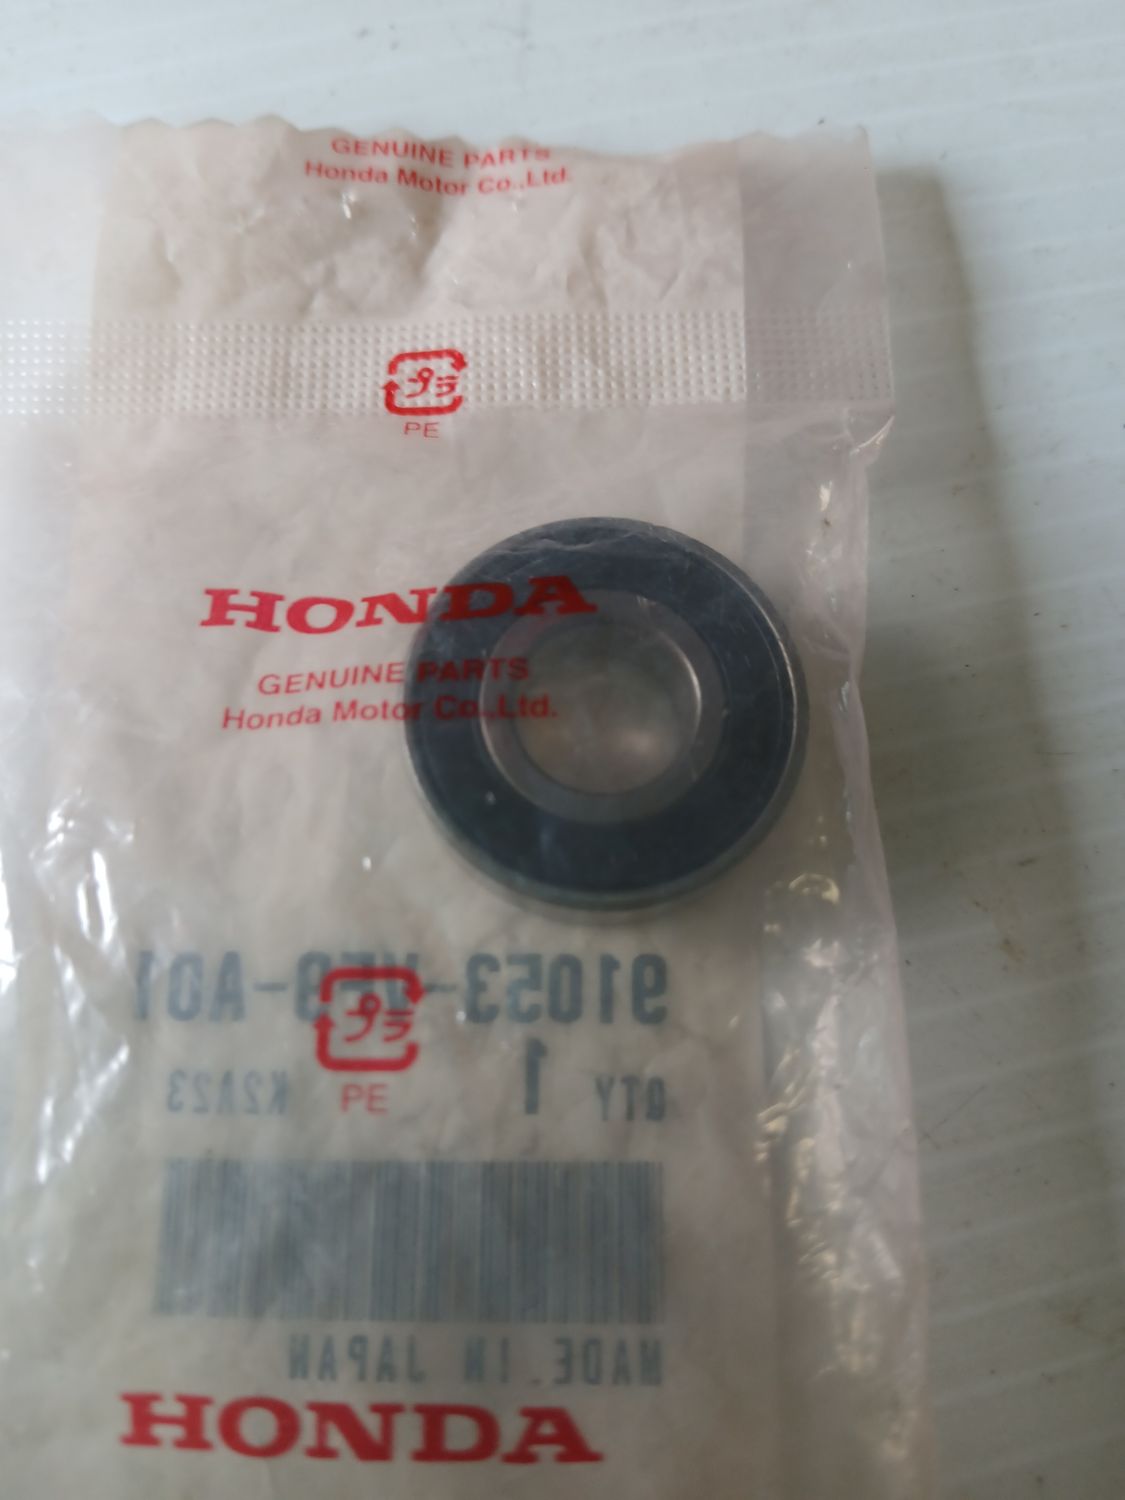 GENUINE PARTS
Honda Motor Co.,Ltd.
プラ
PE
HONDA
GENUINE PARTS
Honda Motor Co.,Ltd.
91053-VE9-A01
プラ
QTY 1 K2A23
PE
MADE IN JAPAN
HONDA